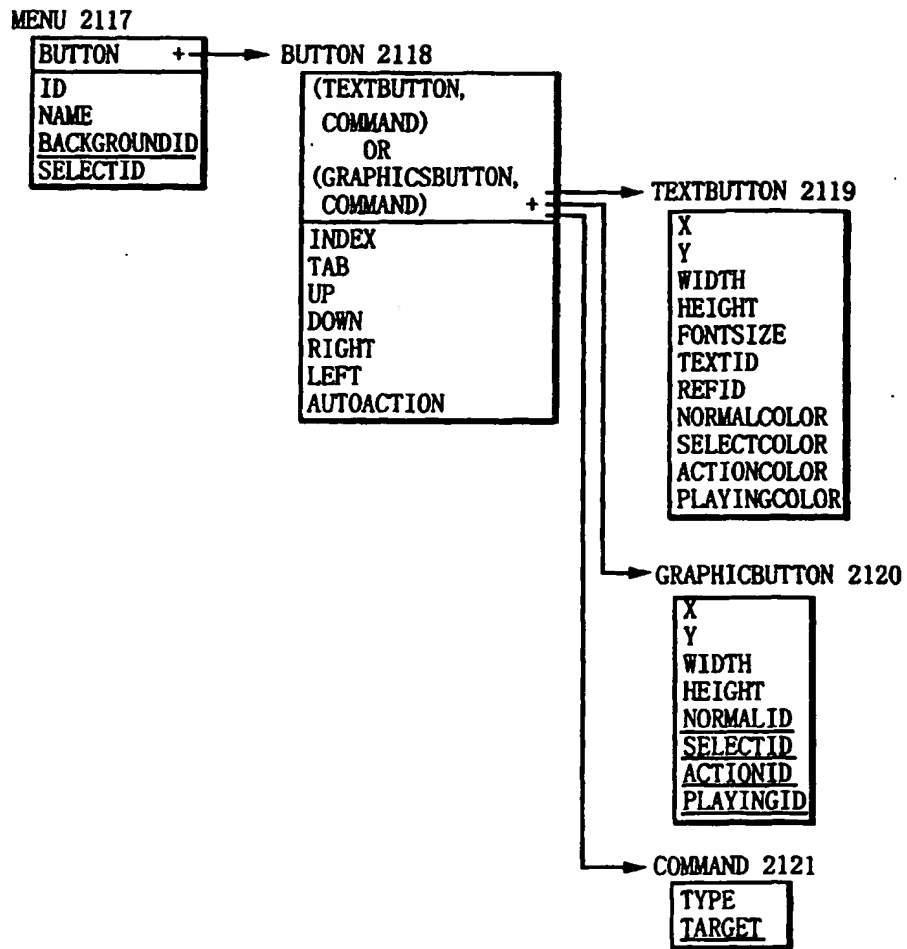 MENU 2117
BUTTON +
ID
NAME
BACKGROUNDID
SELECTID
BUTTON 2118
(TEXTBUTTON,
COMMAND)
OR
(GRAPHICSBUTTON,
COMMAND) +
INDEX
TAB
UP
DOWN
RIGHT
LEFT
AUTOACTION
TEXTBUTTON 2119
X
Y
WIDTH
HEIGHT
FONTSIZE
TEXTID
REFID
NORMALCOLOR
SELECTCOLOR
ACTIONCOLOR
PLAYINGCOLOR
GRAPHICBUTTON 2120
X
Y
WIDTH
HEIGHT
NORMALID
SELECTID
ACTIONID
PLAYINGID
COMMAND 2121
TYPE
TARGET